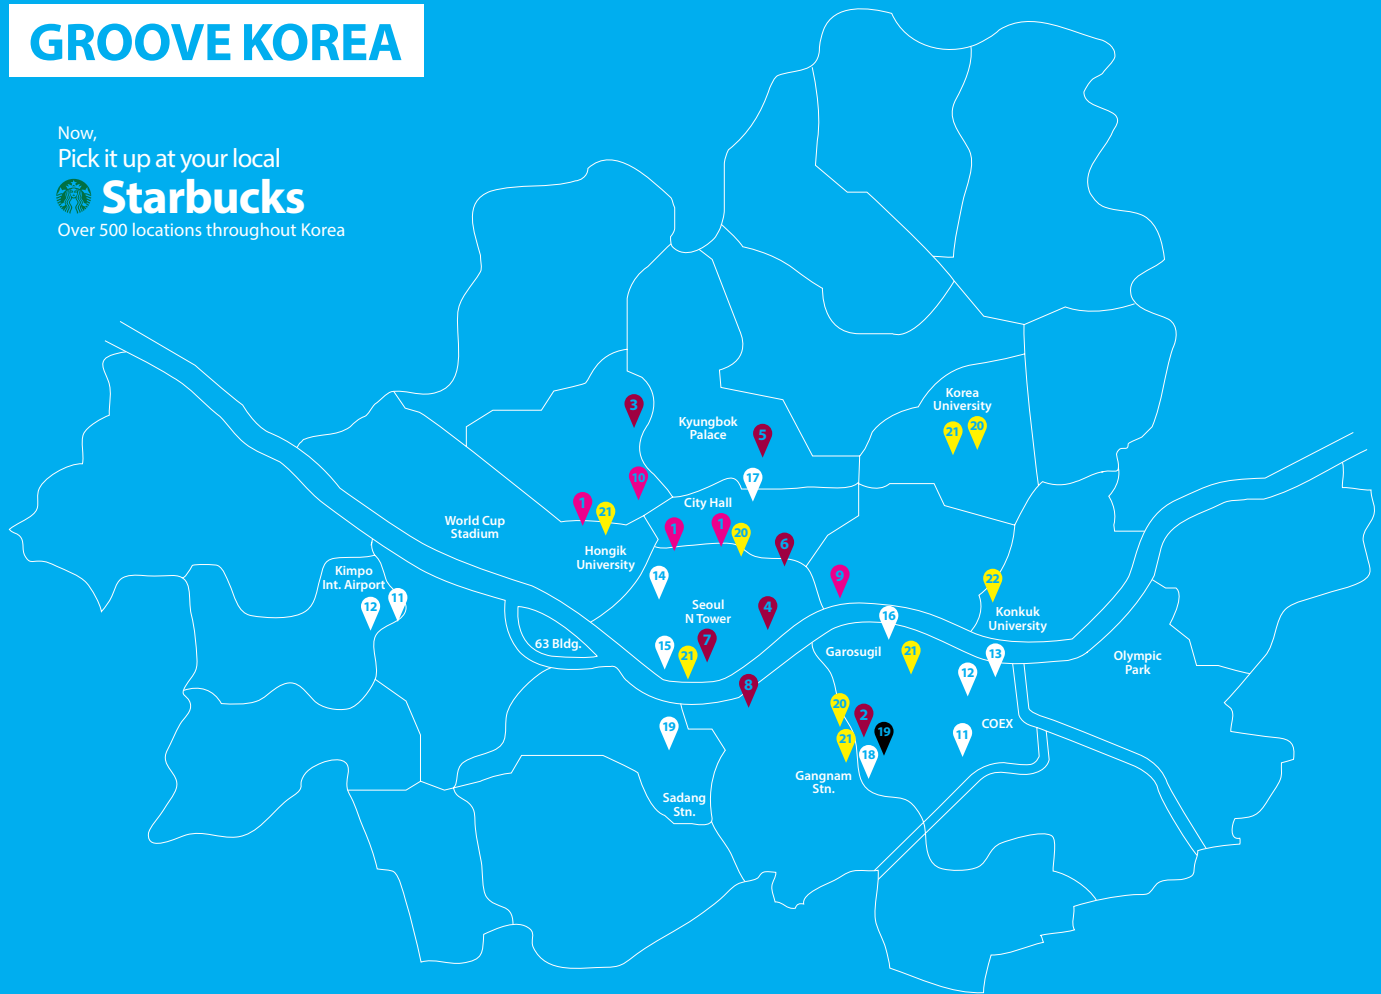 GROOVE KOREA
Now,
Pick it up at your local
Starbucks
Over 500 locations throughout Korea
Korea
University
21
20
3
Kyungbok
Palace
5
10
17
1
21
City Hall
World Cup
Stadium
1
1
20
6
Hongik
University
Kimpo
Int. Airport
14
9
22
12
11
Seoul
N Tower
4
16
Konkuk
University
63 Bldg.
15
21
7
Garosugil
21
13
Olympic
Park
12
8
20
2
19
19
COEX
11
21
18
Gangnam
Stn.
Sadang
Stn.